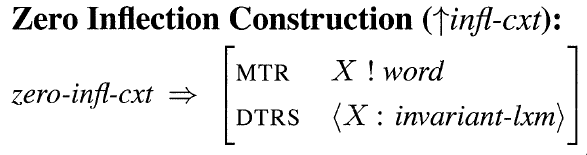 Zero Inflection Construction (↑infl-cxt):
MTR X ! word
zero-infl-cxt ⇒
DTRS ⟨X : invariant-lxm⟩